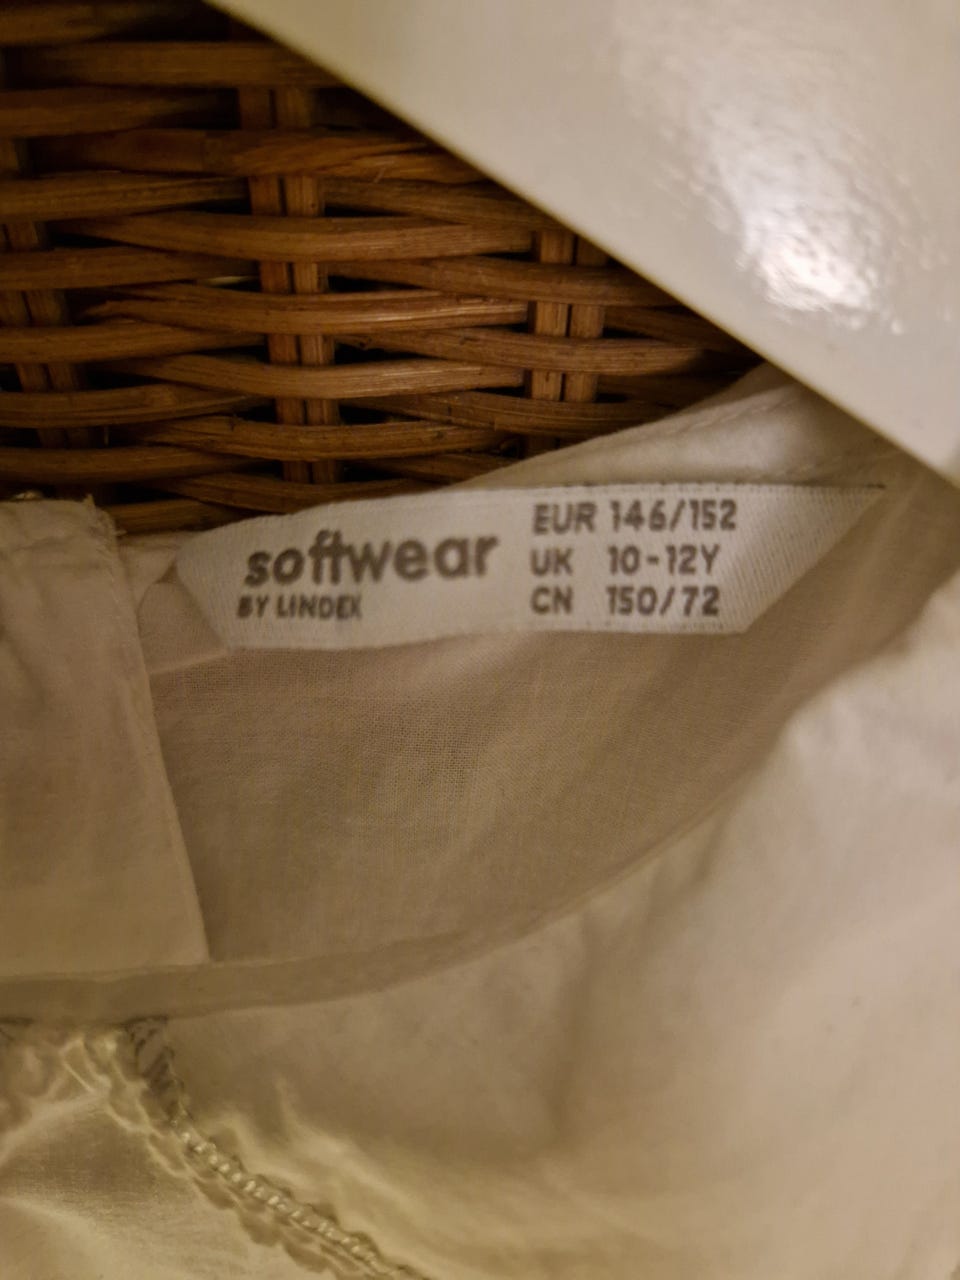 softwear
BY LINDEX
EUR 146/152
UK 10-12Y
CN 150/72